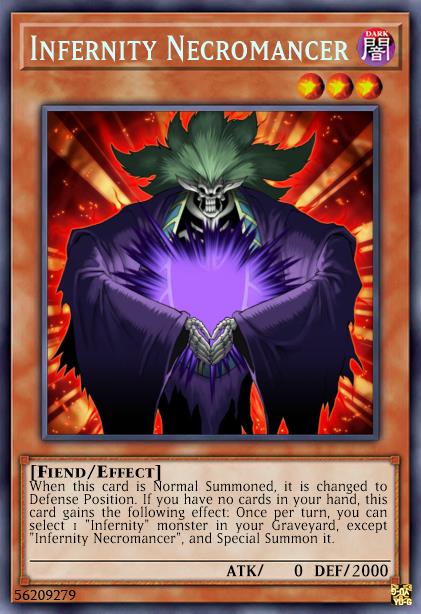 INFERNITY NECROMANCER
DARK
闇
[FIEND/EFFECT]
When this card is Normal Summoned, it is changed to
Defense Position. If you have no cards in your hand, this
card gains the following effect: Once per turn, you can
select 1 "Infernity" monster in your Graveyard, except
"Infernity Necromancer", and Special Summon it.
ATK/ 0 DEF/2000
56209279